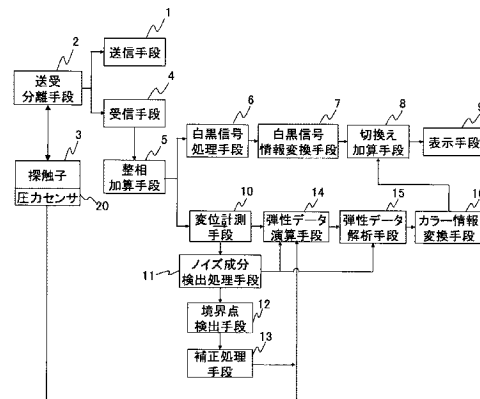 1
送信手段
2
送受
分離手段
4
受信手段
3
探触子
圧力センサ
20
整相
加算手段
5
6
白黒信号
処理手段
7
白黒信号
情報変換手段
8
切換え
加算手段
9
表示手段
10
変位計測
手段
14
弾性データ
演算手段
15
弾性データ
解析手段
16
カラー情報
変換手段
11
ノイズ成分
検出処理手段
12
境界点
検出手段
13
補正処理
手段